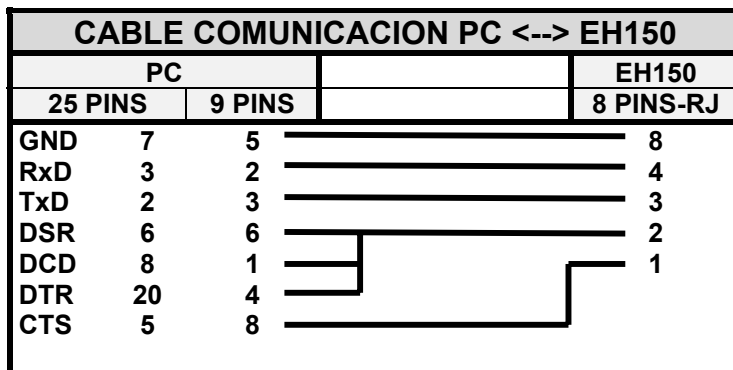 CABLE COMUNICACION PC <--> EH150
PC EH150
25 PINS 9 PINS 8 PINS-RJ
GND 7 5 8
RxD 3 2 4
TxD 2 3 3
DSR 6 6 2
DCD 8 1 1
DTR 20 4
CTS 5 8